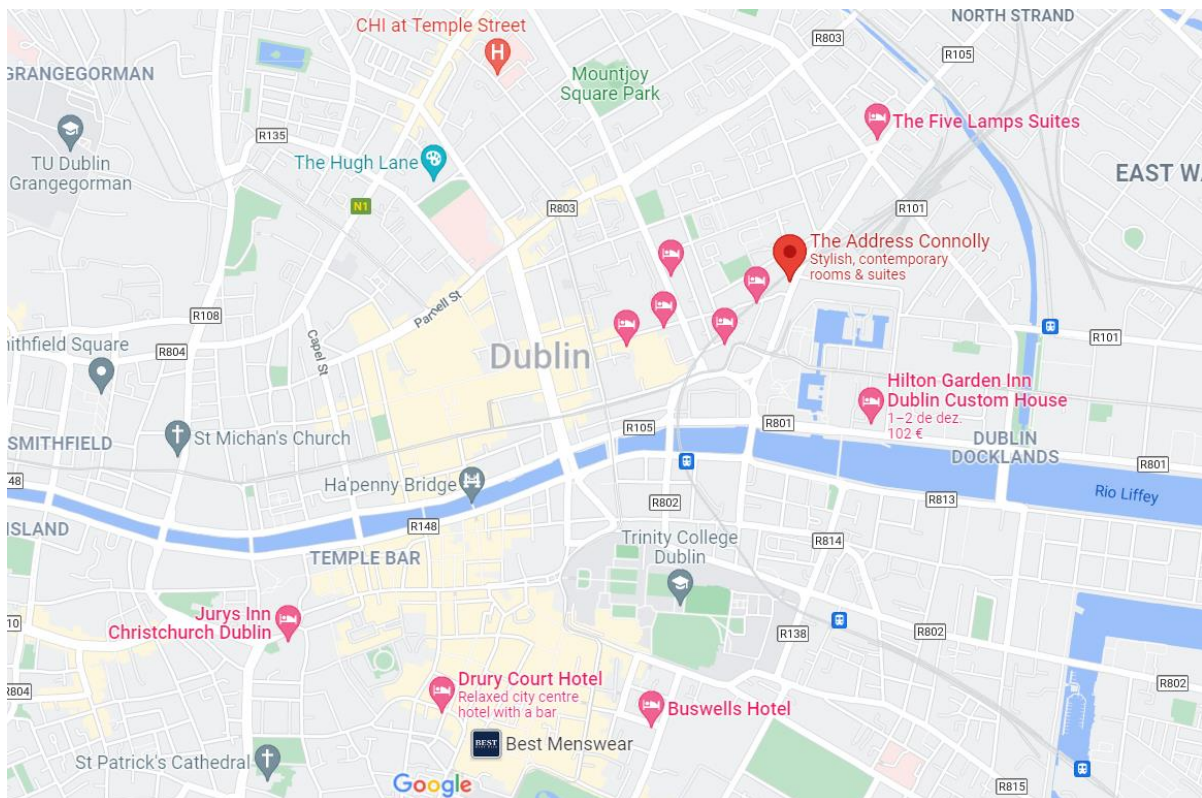 NORTH STRAND
CHI at Temple Street
H
R803
R105
GRANGEGORMAN
Mountjoy
Square Park
The Five Lamps Suites
R135
TU Dublin
Grangegorman
The Hugh Lane
EAST W
N1
R803
R101
The Address Connolly
Stylish, contemporary
rooms & suites
R108
Parnell St
Capel St
R804
ithfield Square
Dublin
R101
Hilton Garden Inn
Dublin Custom House
1–2 de dez.
102 €
SMITHFIELD
St Michan's Church
R105
R801
DUBLIN
DOCKLANDS
R801
48
Ha'penny Bridge
R802
R813
Rio Liffey
R148
ISLAND
TEMPLE BAR
Trinity College
Dublin
R814
Jurys Inn
Christchurch Dublin
10
R138
R802
R804
Drury Court Hotel
Relaxed city centre
hotel with a bar
R802
Buswells Hotel
BEST
Best Menswear
St Patrick's Cathedral
Google
R815